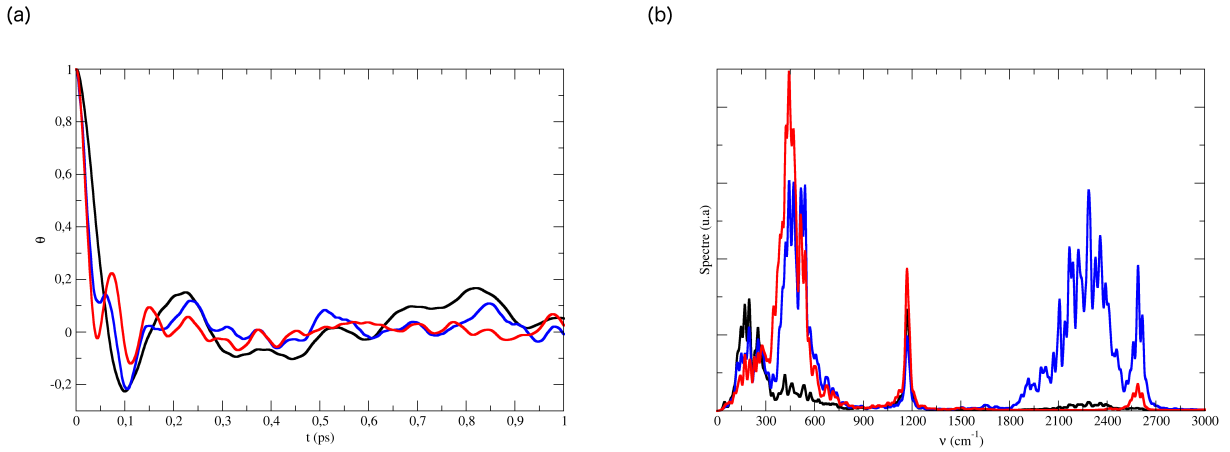 (a)
(b)
1
0,8
0,6
0,4
0,2
0
-0,2
θ
0 0,1 0,2 0,3 0,4 0,5 0,6 0,7 0,8 0,9 1
t (ps)
Spectre (u.a)
0 300 600 900 1200 1500 1800 2100 2400 2700 3000
ν (cm⁻¹)